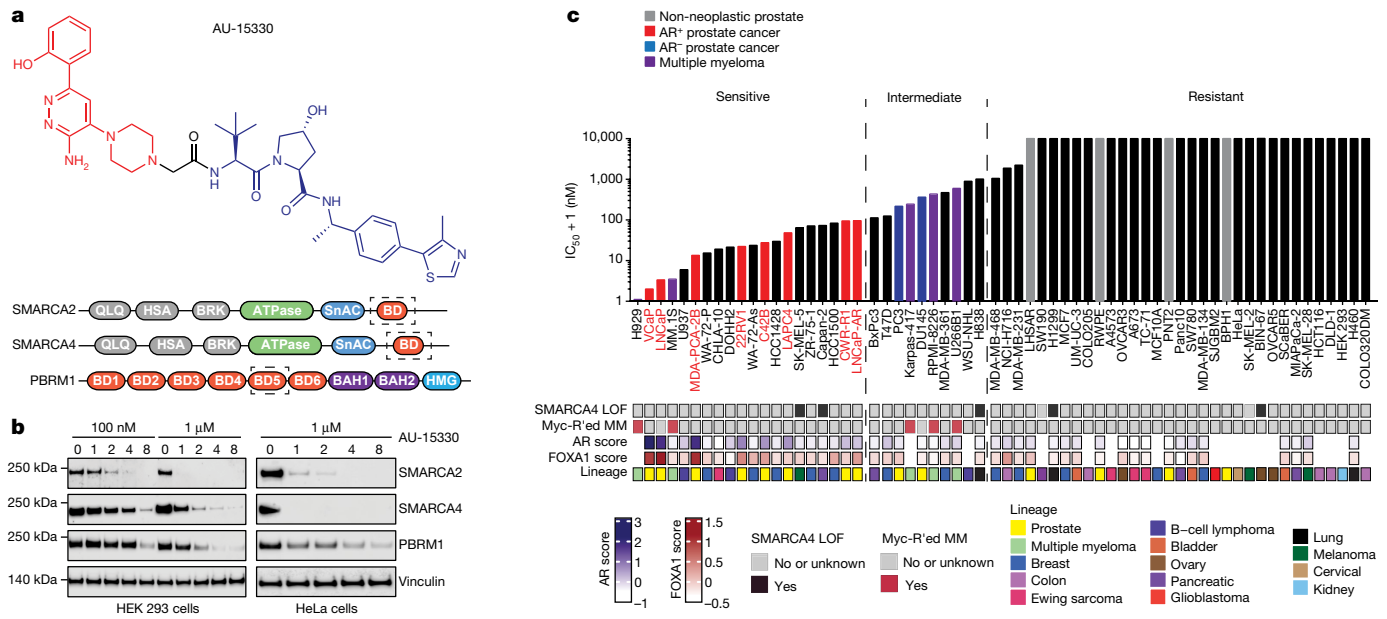 a
AU-15330
HO
N
N
NH2
N
N
O
N
H
O
N
OH
O
NH
S
N
SMARCA2 QLQ HSA BRK ATPase SnAC BD
SMARCA4 QLQ HSA BRK ATPase SnAC BD
PBRM1 BD1 BD2 BD3 BD4 BD5 BD6 BAH1 BAH2 HMG
b
100 nM 1 μM 1 μM AU-15330
0 1 2 4 8 0 1 2 4 8 0 1 2 4 8
250 kDa SMARCA2
250 kDa SMARCA4
250 kDa PBRM1
140 kDa Vinculin
HEK 293 cells HeLa cells
c
Non-neoplastic prostate
AR+ prostate cancer
AR− prostate cancer
Multiple myeloma
Sensitive Intermediate Resistant
IC50 + 1 (nM)
10,000
1,000
100
10
1
H929 VCaP LNCaP MM.1S U937 MDA-PCA-2B WA-72-P CHLA-10 DOHH2 22RV1 WA-72-As C42B HCC1428 LAPC4 SK-MEL-5 ZR-75-1 Capan-2 HCC1500 CWR-R1 LNCaP-AR BxPc3 T47D PC3 Karpas-417 DU145 RPMI-8226 MDA-MB-361 U266B1 WSU-NHL H838 MDA-MB-468 NCI-H716 MDA-MB-231 LHSAR SW190 H1299 MCF7 UM-UC-3 COLO205 RWPE A4573 OVCAR4 A673 TC-71 MCF10A PNT2 Panc1 SW780 MDA-MB-134 SJGBM2 BPH1 HeLa SK-MEL-2 BIN-67 OVCAR5 SCaBER MIAPaCa-2 SK-MEL-28 HCT116 DLD-1 HEK 293 H460 COLO320DM
SMARCA4 LOF
Myc-R'ed MM
AR score
FOXA1 score
Lineage
AR score
3
2
1
0
−1
FOXA1 score
1.5
1.0
0.5
0
−0.5
SMARCA4 LOF
No or unknown
Yes
Myc-R'ed MM
No or unknown
Yes
Lineage
Prostate
Multiple myeloma
Breast
Colon
Ewing sarcoma
B-cell lymphoma
Bladder
Ovary
Pancreatic
Glioblastoma
Lung
Melanoma
Cervical
Kidney